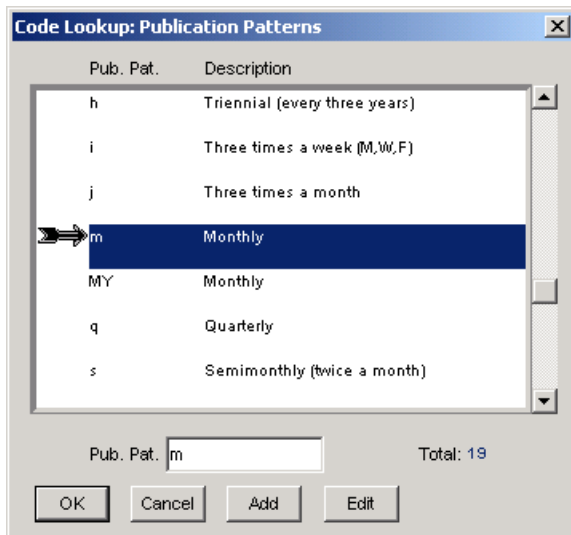 Code Lookup: Publication Patterns
Pub. Pat. Description
h Triennial (every three years)
i Three times a week (M,W,F)
j Three times a month
m Monthly
MY Monthly
q Quarterly
s Semimonthly (twice a month)
Pub. Pat. m Total: 19
OK Cancel Add Edit